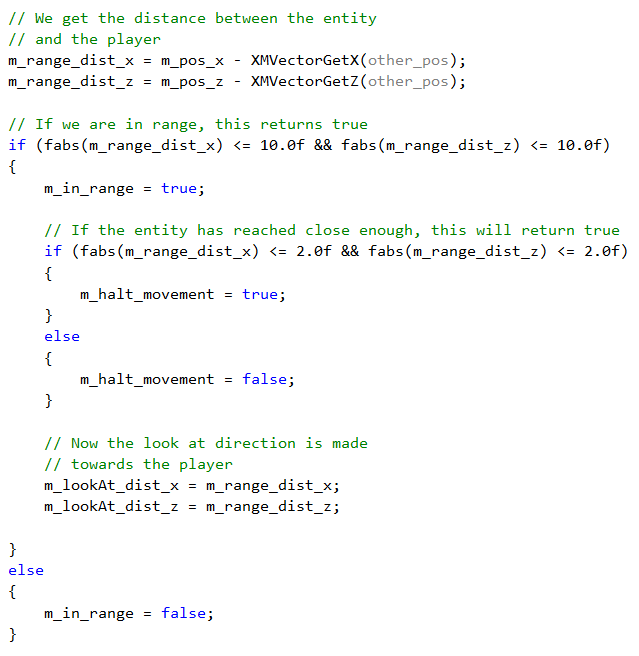 // We get the distance between the entity
// and the player
m_range_dist_x = m_pos_x - XMVectorGetX(other_pos);
m_range_dist_z = m_pos_z - XMVectorGetZ(other_pos);

// If we are in range, this returns true
if (fabs(m_range_dist_x) <= 10.0f && fabs(m_range_dist_z) <= 10.0f)
{
    m_in_range = true;

    // If the entity has reached close enough, this will return true
    if (fabs(m_range_dist_x) <= 2.0f && fabs(m_range_dist_z) <= 2.0f)
    {
        m_halt_movement = true;
    }
    else
    {
        m_halt_movement = false;
    }

    // Now the look at direction is made
    // towards the player
    m_lookAt_dist_x = m_range_dist_x;
    m_lookAt_dist_z = m_range_dist_z;

}
else
{
    m_in_range = false;
}